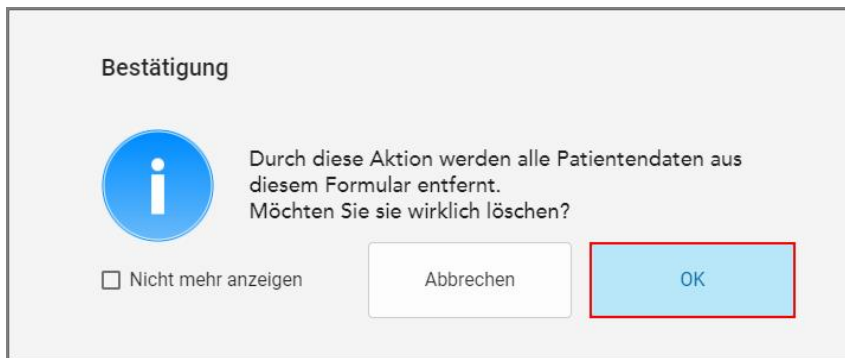 Bestätigung
Durch diese Aktion werden alle Patientendaten aus
diesem Formular entfernt.
Möchten Sie sie wirklich löschen?
Nicht mehr anzeigen
Abbrechen
OK